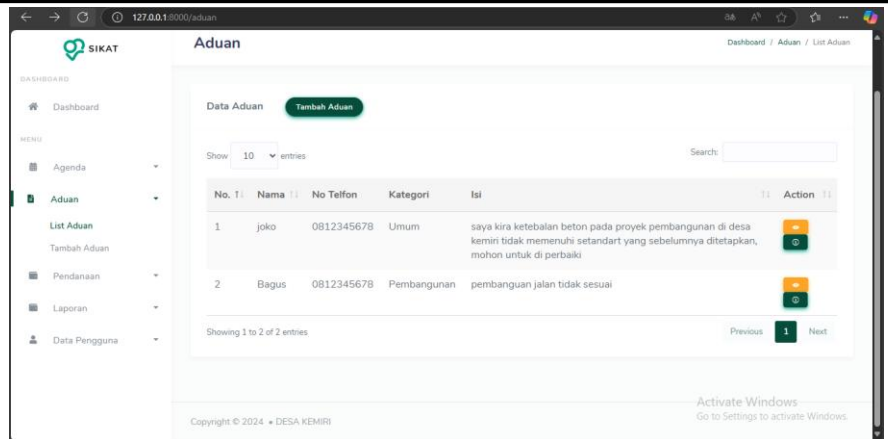 127.0.0.1:8000/aduan
SIKAT
Aduan
Dashboard / Aduan / List Aduan
DASHBOARD
Dashboard
MENU
Agenda
Aduan
List Aduan
Tambah Aduan
Pendanaan
Laporan
Data Pengguna
Data Aduan
Tambah Aduan
Show 10 entries
Search:
No. Nama No Telfon Kategori Isi Action
1 joko 0812345678 Umum saya kira ketebalan beton pada proyek pembangunan di desa
kemiri tidak memenuhi setandart yang sebelumnya ditetapkan,
mohon untuk di perbaiki
2 Bagus 0812345678 Pembangunan pembanguan jalan tidak sesuai
Showing 1 to 2 of 2 entries
Previous 1 Next
Activate Windows
Go to Settings to activate Windows.
Copyright © 2024 • DESA KEMIRI